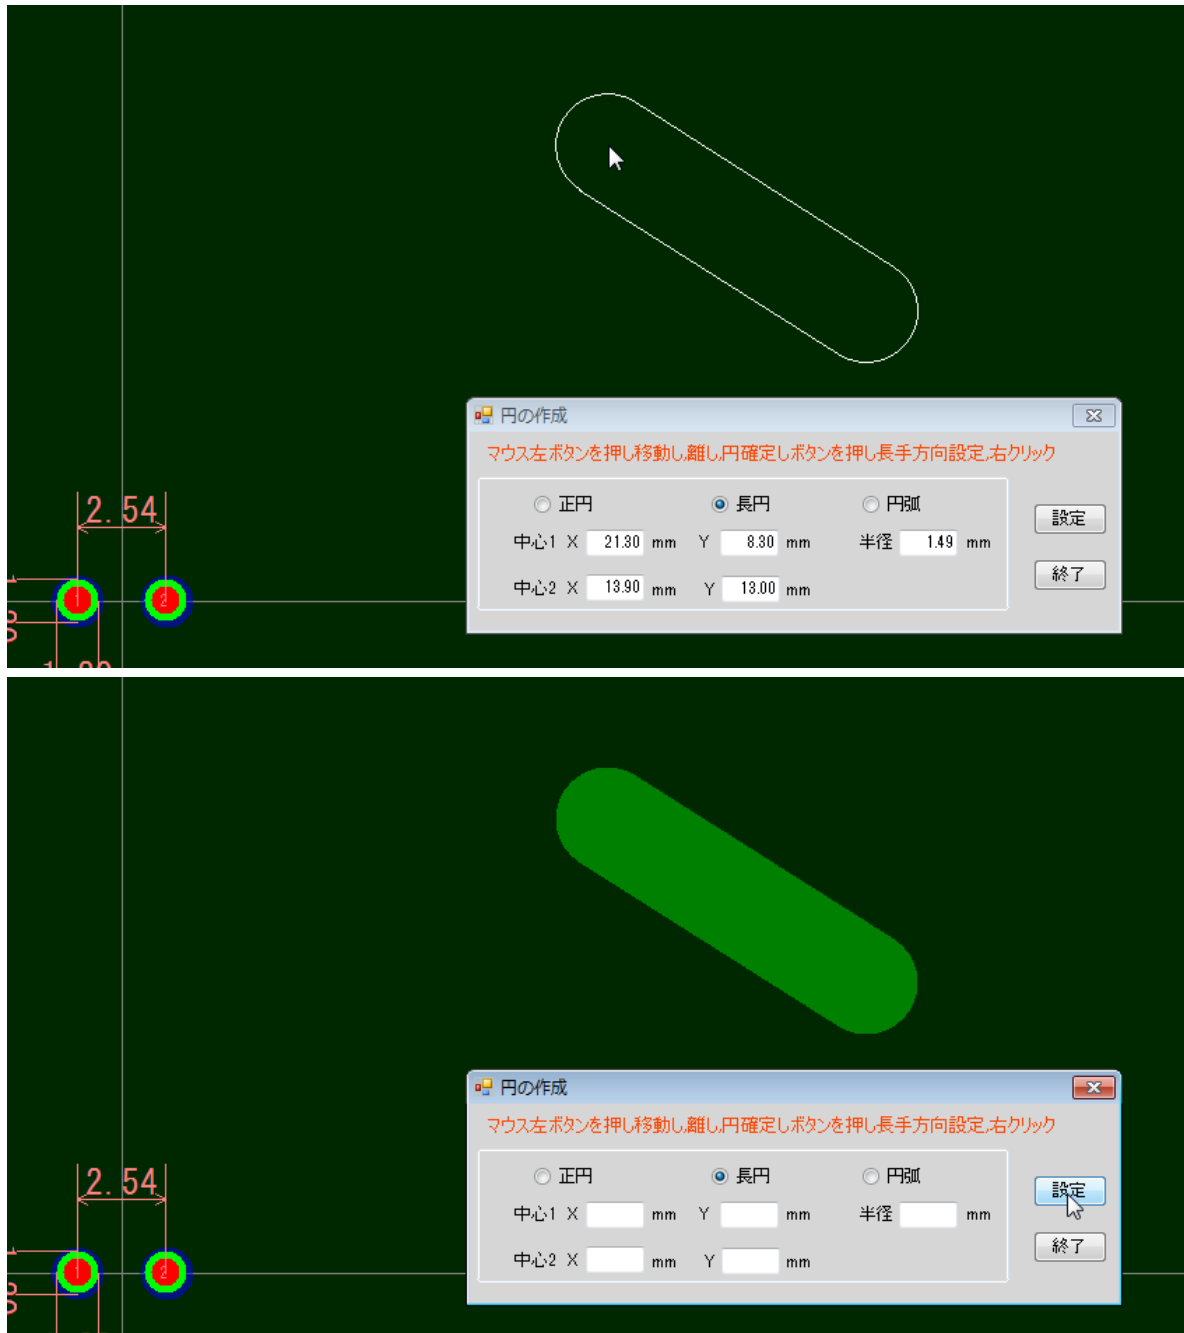 2.54
1
2
円の作成
マウス左ボタンを押し移動し,離し,円確定しボタンを押し長手方向設定,右クリック
正円 長円 円弧
設定
中心1 X 21.30 mm Y 8.30 mm 半径 1.49 mm
中心2 X 13.90 mm Y 13.00 mm
終了
2.54
1
2
円の作成
マウス左ボタンを押し移動し,離し,円確定しボタンを押し長手方向設定,右クリック
正円 長円 円弧
設定
中心1 X mm Y mm 半径 mm
中心2 X mm Y mm
終了